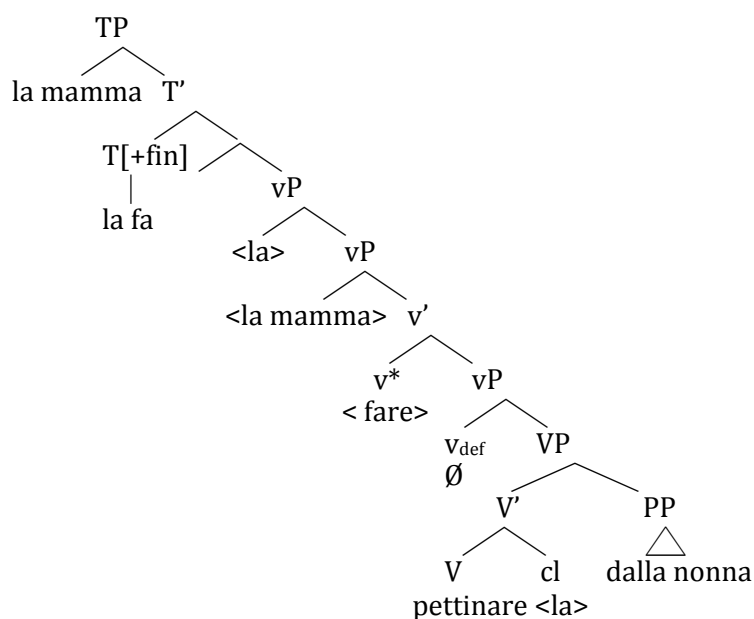 TP
la mamma T’
T[+fin]
vP
la fa
<la> vP
<la mamma> v’
v* vP
< fare>
vdef VP
Ø
V’ PP
V cl dalla nonna
pettinare <la>